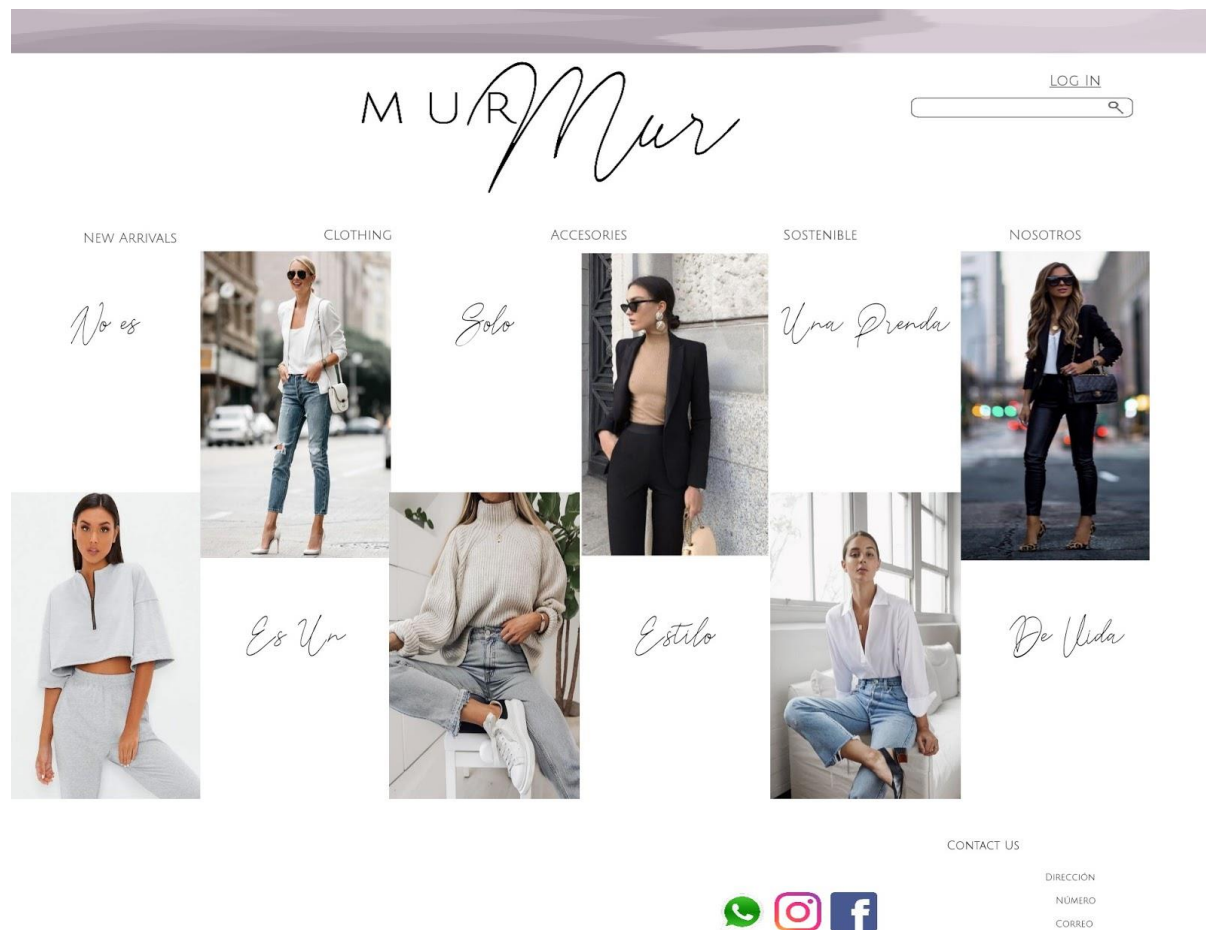 LOG IN
MUR Mur
NEW ARRIVALS CLOTHING ACCESORIES SOSTENIBLE NOSOTROS
No es Solo Una Prenda
Es Un Estilo De Vida
CONTACT US
DIRECCIÓN
NÚMERO
CORREO